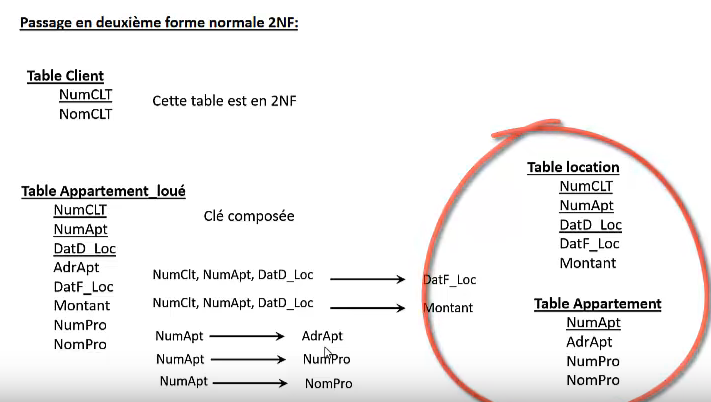 Passage en deuxième forme normale 2NF:
Table Client
NumCLT
NomCLT
Cette table est en 2NF
Table Appartement_loué
NumCLT
NumApt
DatD_Loc
AdrApt
DatF_Loc
Montant
NumPro
NomPro
Clé composée
NumClt, NumApt, DatD_Loc DatF_Loc
NumClt, NumApt, DatD_Loc Montant
NumApt AdrApt
NumApt NumPro
NumApt NomPro
Table location
NumCLT
NumApt
DatD_Loc
DatF_Loc
Montant
Table Appartement
NumApt
AdrApt
NumPro
NomPro